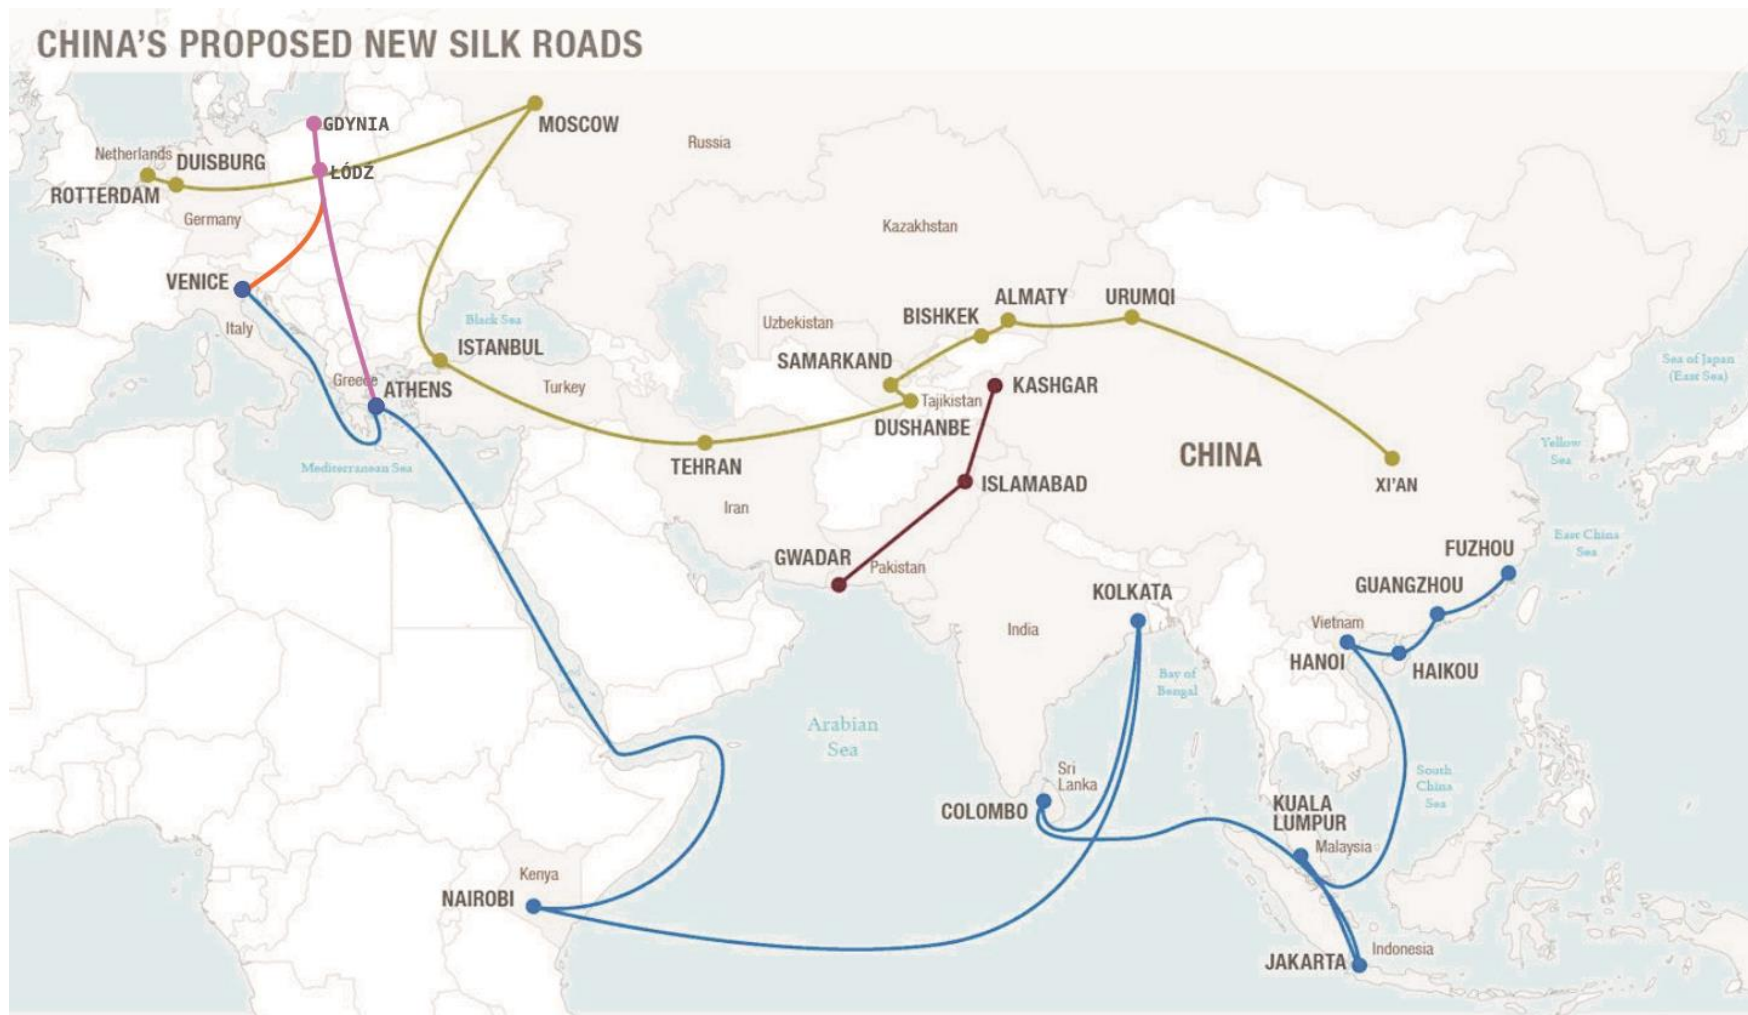 CHINA'S PROPOSED NEW SILK ROADS
GDYNIA
MOSCOW
Russia
Netherlands
DUISBURG
ŁÓDŹ
ROTTERDAM
Germany
Kazakhstan
VENICE
ALMATY
URUMQI
BISHKEK
Black Sea
Uzbekistan
Italy
ISTANBUL
SAMARKAND
Sea of Japan
(East Sea)
Greece
ATHENS
Turkey
KASHGAR
Tajikistan
DUSHANBE
CHINA
Yellow
Sea
Mediterranean Sea
TEHRAN
ISLAMABAD
XI'AN
Iran
East China
Sea
FUZHOU
GWADAR
Pakistan
GUANGZHOU
KOLKATA
India
Vietnam
HANOI
HAIKOU
Bay of
Bengal
Red
Sea
Arabian
Sea
Sri
Lanka
South
China
Sea
COLOMBO
KUALA
LUMPUR
Malaysia
Kenya
NAIROBI
Indonesia
JAKARTA